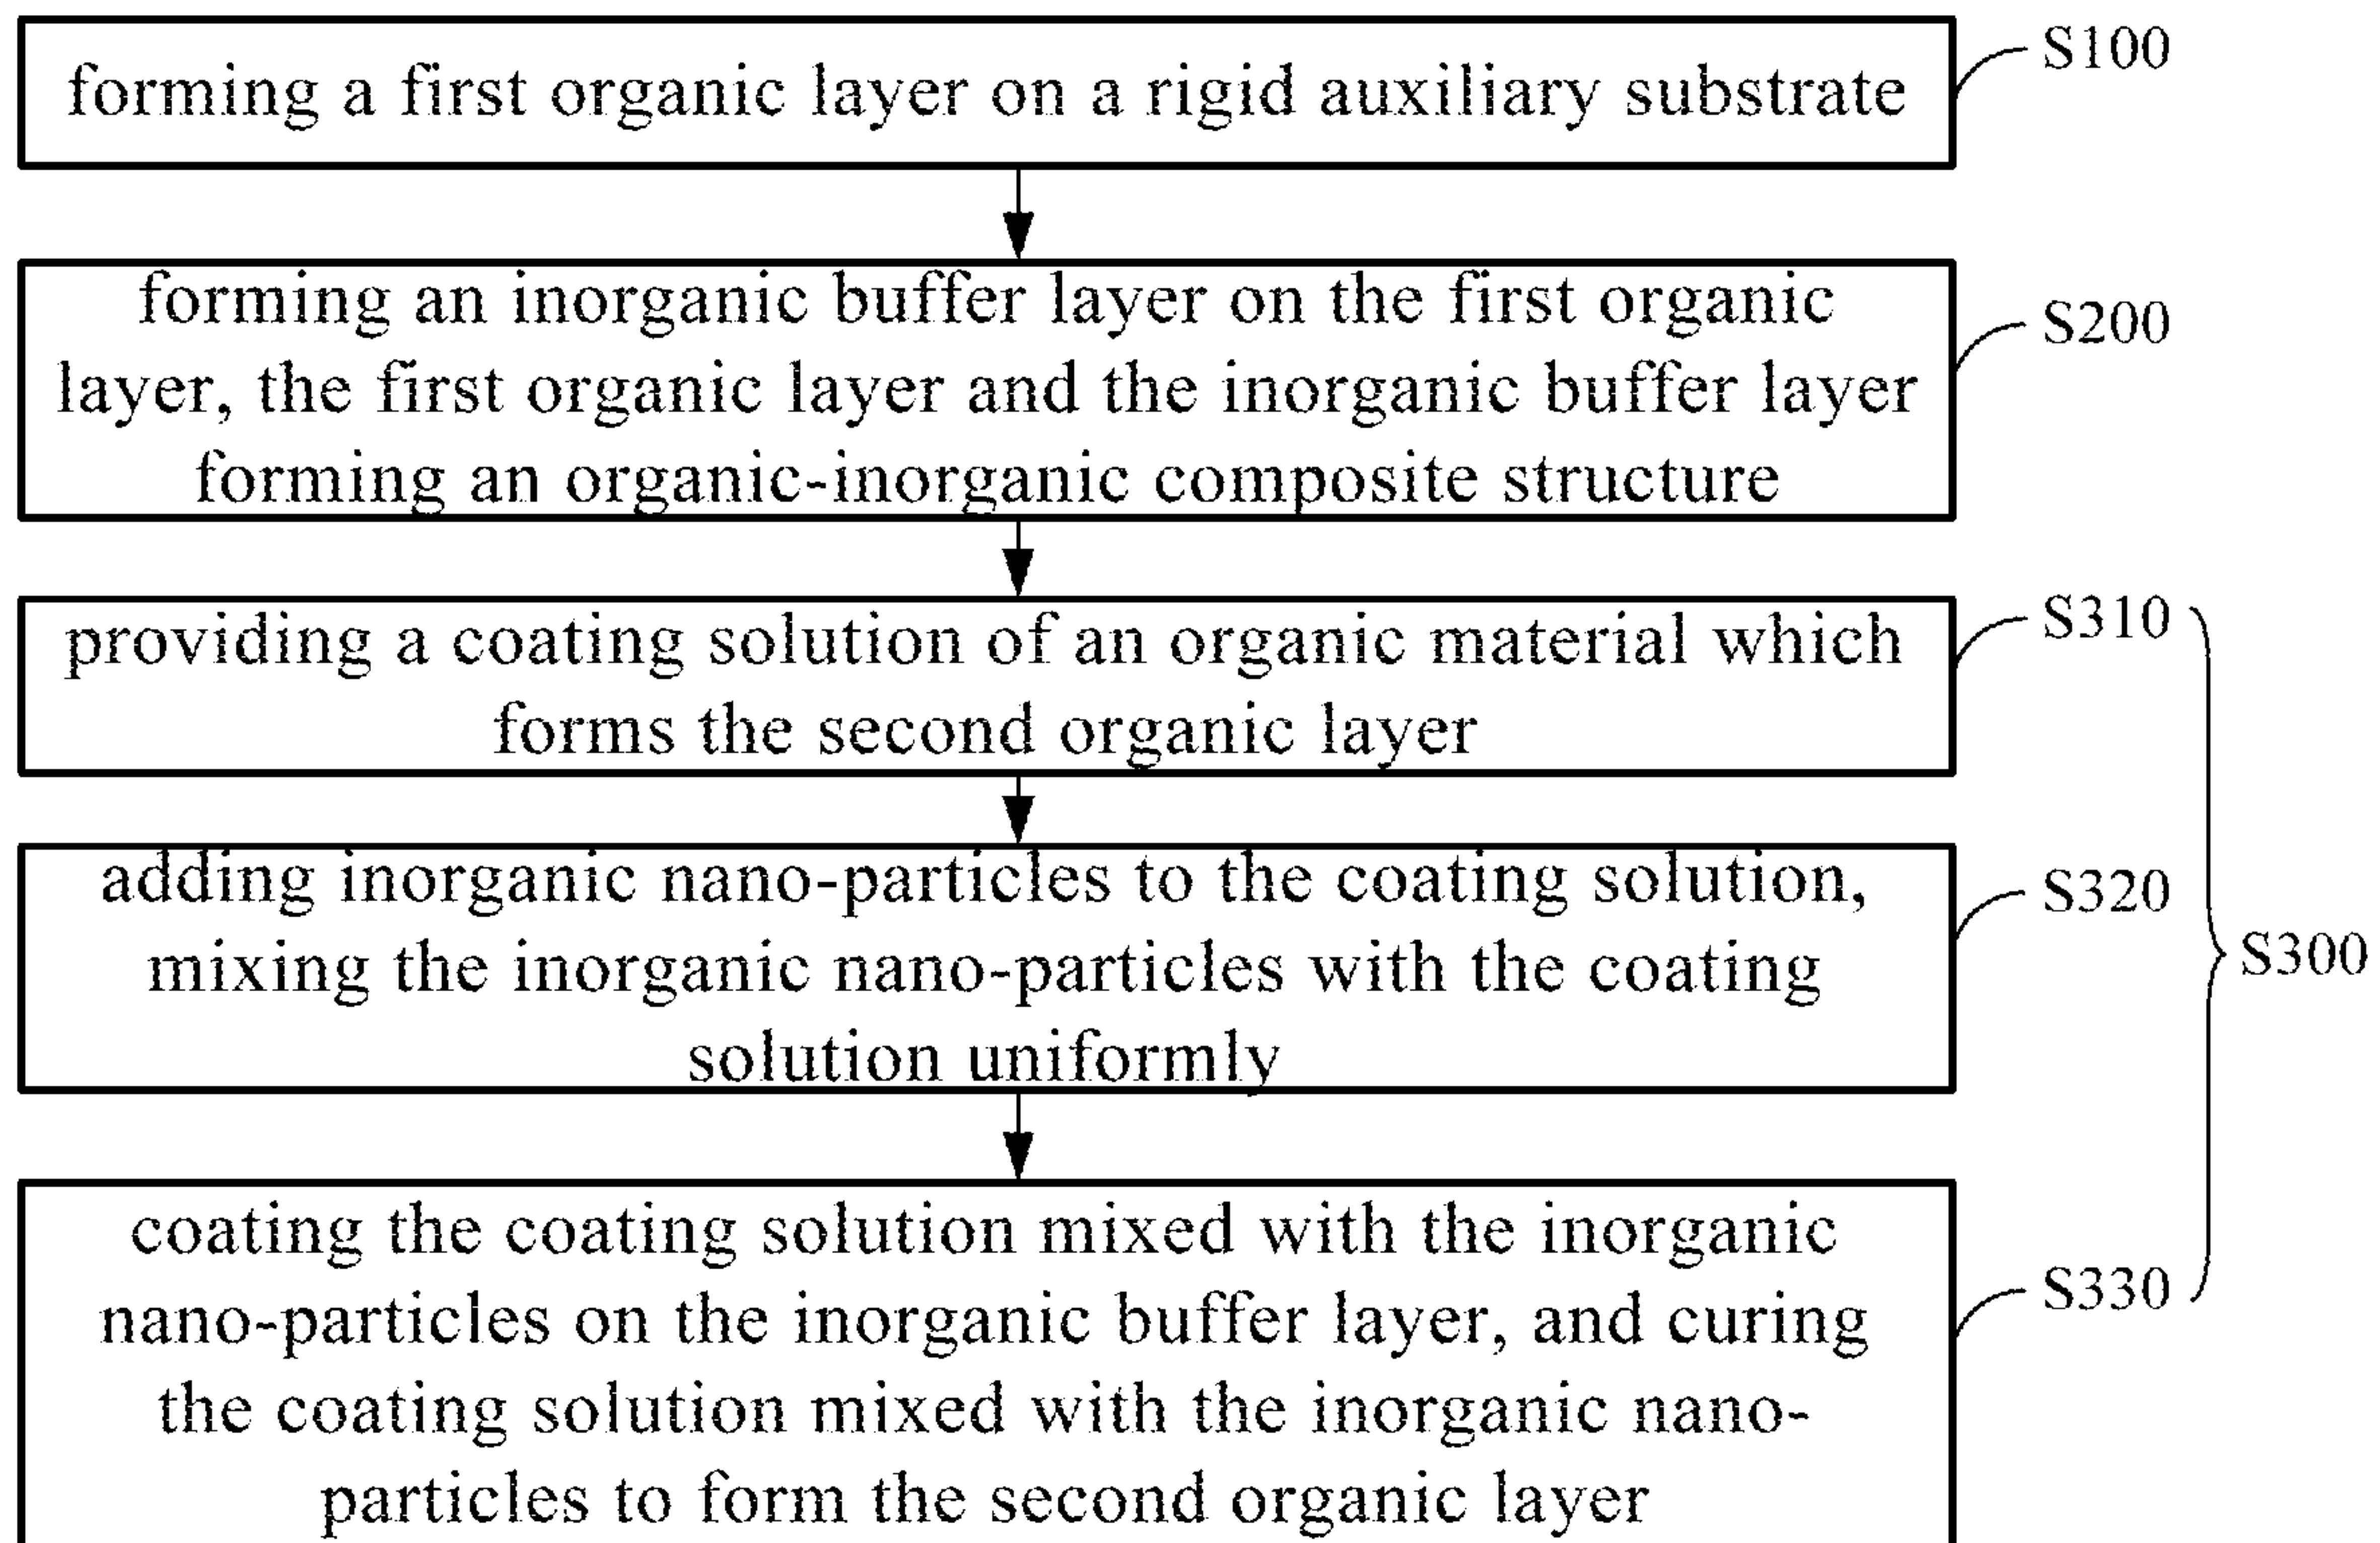 forming a first organic layer on a rigid auxiliary substrate
S100
forming an inorganic buffer layer on the first organic
layer, the first organic layer and the inorganic buffer layer
forming an organic-inorganic composite structure
S200
providing a coating solution of an organic material which
forms the second organic layer
S310
adding inorganic nano-particles to the coating solution,
mixing the inorganic nano-particles with the coating
solution uniformly
S320
S300
coating the coating solution mixed with the inorganic
nano-particles on the inorganic buffer layer, and curing
the coating solution mixed with the inorganic nano-
particles to form the second organic layer
S330